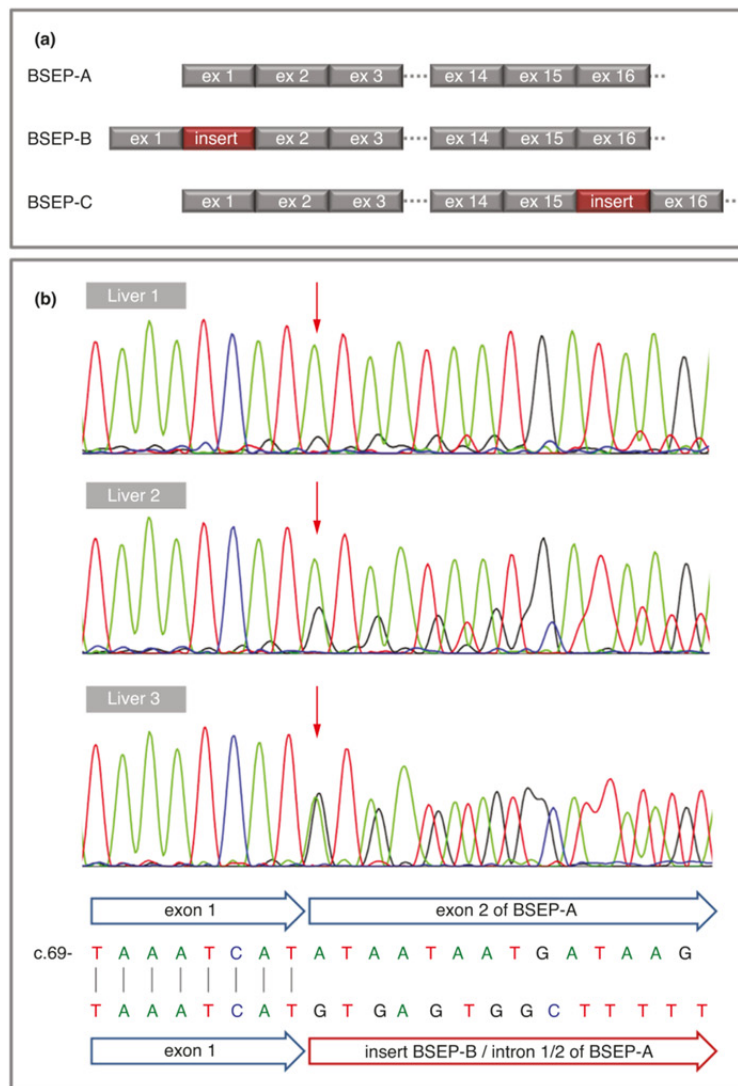 (a)
BSEP-A ex 1 ex 2 ex 3 ex 14 ex 15 ex 16
BSEP-B ex 1 insert ex 2 ex 3 ex 14 ex 15 ex 16
BSEP-C ex 1 ex 2 ex 3 ex 14 ex 15 insert ex 16
(b)
Liver 1
Liver 2
Liver 3
exon 1 exon 2 of BSEP-A
c.69- T A A A T C A T A T A A T A A T G A T A A G
T A A A T C A T G T G A G T G G C T T T T T
exon 1 insert BSEP-B / intron 1/2 of BSEP-A